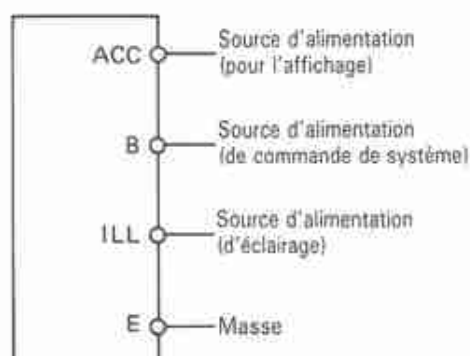 ACC Source d'alimentation
(pour l'affichage)
B Source d'alimentation
(de commande de système)
ILL Source d'alimentation
(d'éclairage)
E Masse